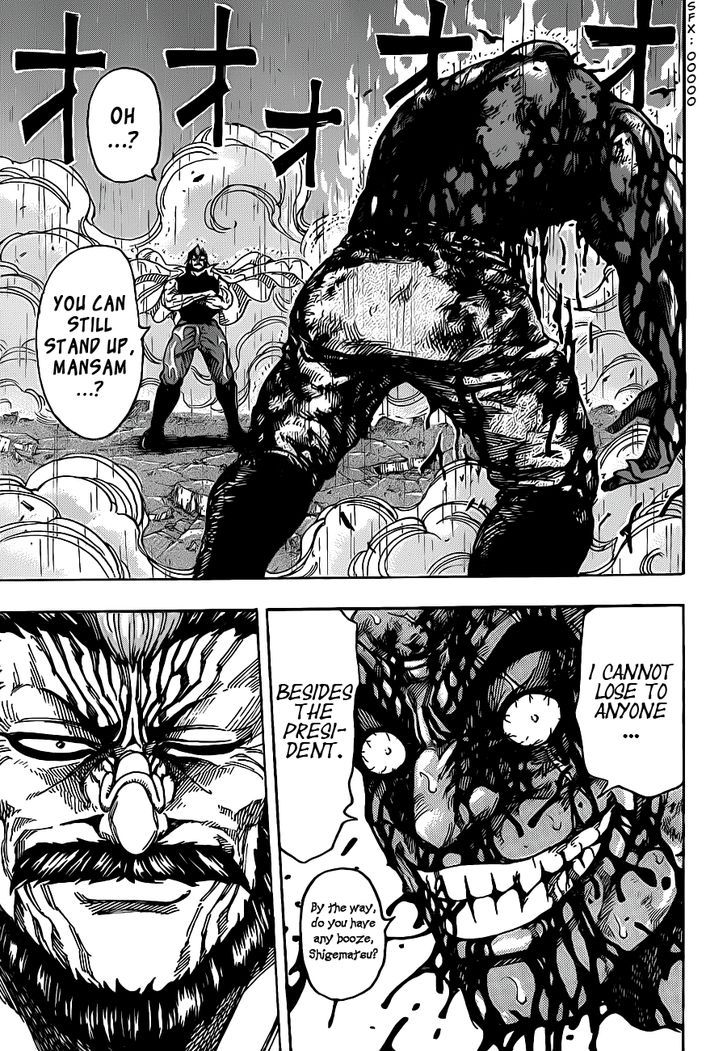 SFX: OOOOO
オオオオオ
OH
...?
YOU CAN
STILL
STAND UP,
MANSAM
...?
I CANNOT
LOSE TO
ANYONE
...
BESIDES
THE
PRESI-
DENT.
By the way,
do you have
any booze,
Shigematsu?